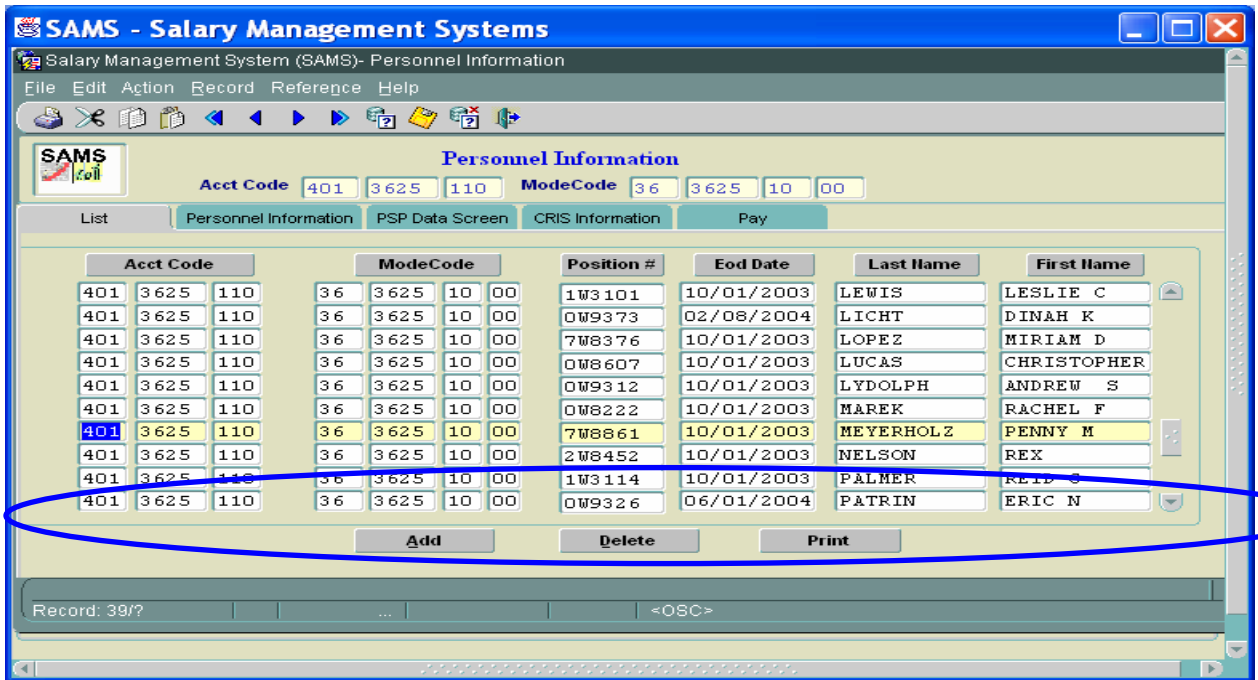 SAMS - Salary Management Systems
Salary Management System (SAMS)- Personnel Information
File Edit Action Record Reference Help
SAMS
Personnel Information
Acct Code 401 3625 110 ModeCode 36 3625 10 00
List Personnel Information PSP Data Screen CRIS Information Pay
Acct Code ModeCode Position # Eod Date Last Name First Name
401 3625 110 36 3625 10 00 1W3101 10/01/2003 LEWIS LESLIE C
401 3625 110 36 3625 10 00 0W9373 02/08/2004 LICHT DINAH K
401 3625 110 36 3625 10 00 7W8376 10/01/2003 LOPEZ MIRIAM D
401 3625 110 36 3625 10 00 0W8607 10/01/2003 LUCAS CHRISTOPHER
401 3625 110 36 3625 10 00 0W9312 10/01/2003 LYDOLPH ANDREW S
401 3625 110 36 3625 10 00 0W8222 10/01/2003 MAREK RACHEL F
401 3625 110 36 3625 10 00 7W8861 10/01/2003 MEYERHOLZ PENNY M
401 3625 110 36 3625 10 00 2W8452 10/01/2003 NELSON REX
401 3625 110 36 3625 10 00 1W3114 10/01/2003 PALMER REID
401 3625 110 36 3625 10 00 0W9326 06/01/2004 PATRIN ERIC N
Add Delete Print
Record: 39/? ... <OSC>